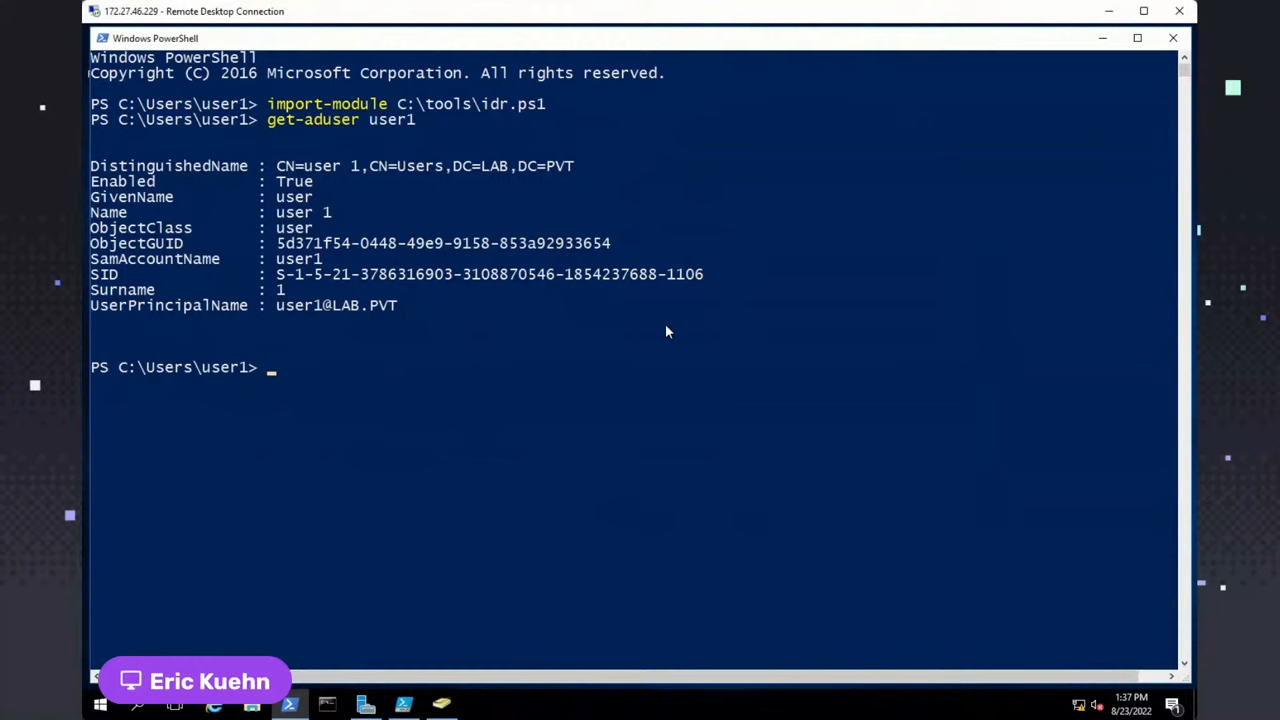 172.27.46.229 - Remote Desktop Connection
Windows PowerShell
Windows PowerShell
Copyright (C) 2016 Microsoft Corporation. All rights reserved.
PS C:\Users\user1> import-module C:\tools\idr.ps1
PS C:\Users\user1> get-aduser user1
DistinguishedName : CN=user 1,CN=Users,DC=LAB,DC=PVT
Enabled : True
GivenName : user
Name : user 1
ObjectClass : user
ObjectGUID : 5d371f54-0448-49e9-9158-853a92933654
SamAccountName : user1
SID : S-1-5-21-3786316903-3108870546-1854237688-1106
Surname : 1
UserPrincipalName : user1@LAB.PVT
PS C:\Users\user1> _
Eric Kuehn
1:37 PM
8/23/2022
1